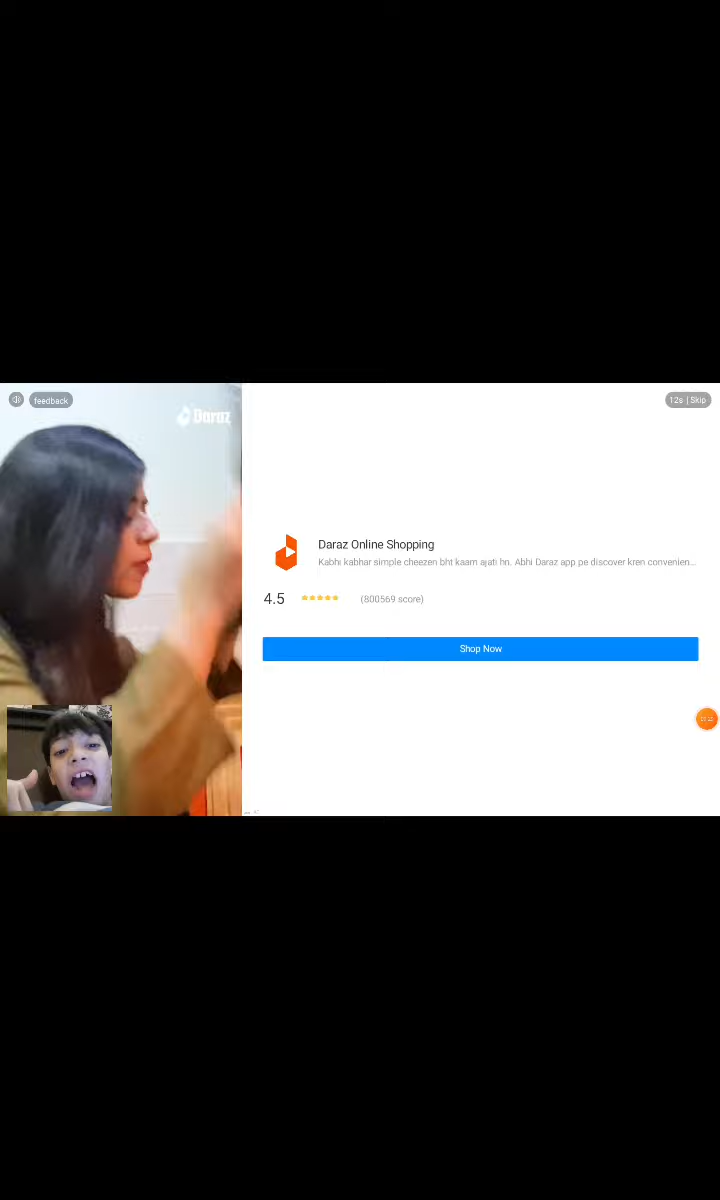 feedback
Daraz
12s | Skip
Daraz Online Shopping
Kabhi kabhar simple cheezen bht kaam ajati hn. Abhi Daraz app pe discover kren convenien...
4.5
(800569 score)
Shop Now